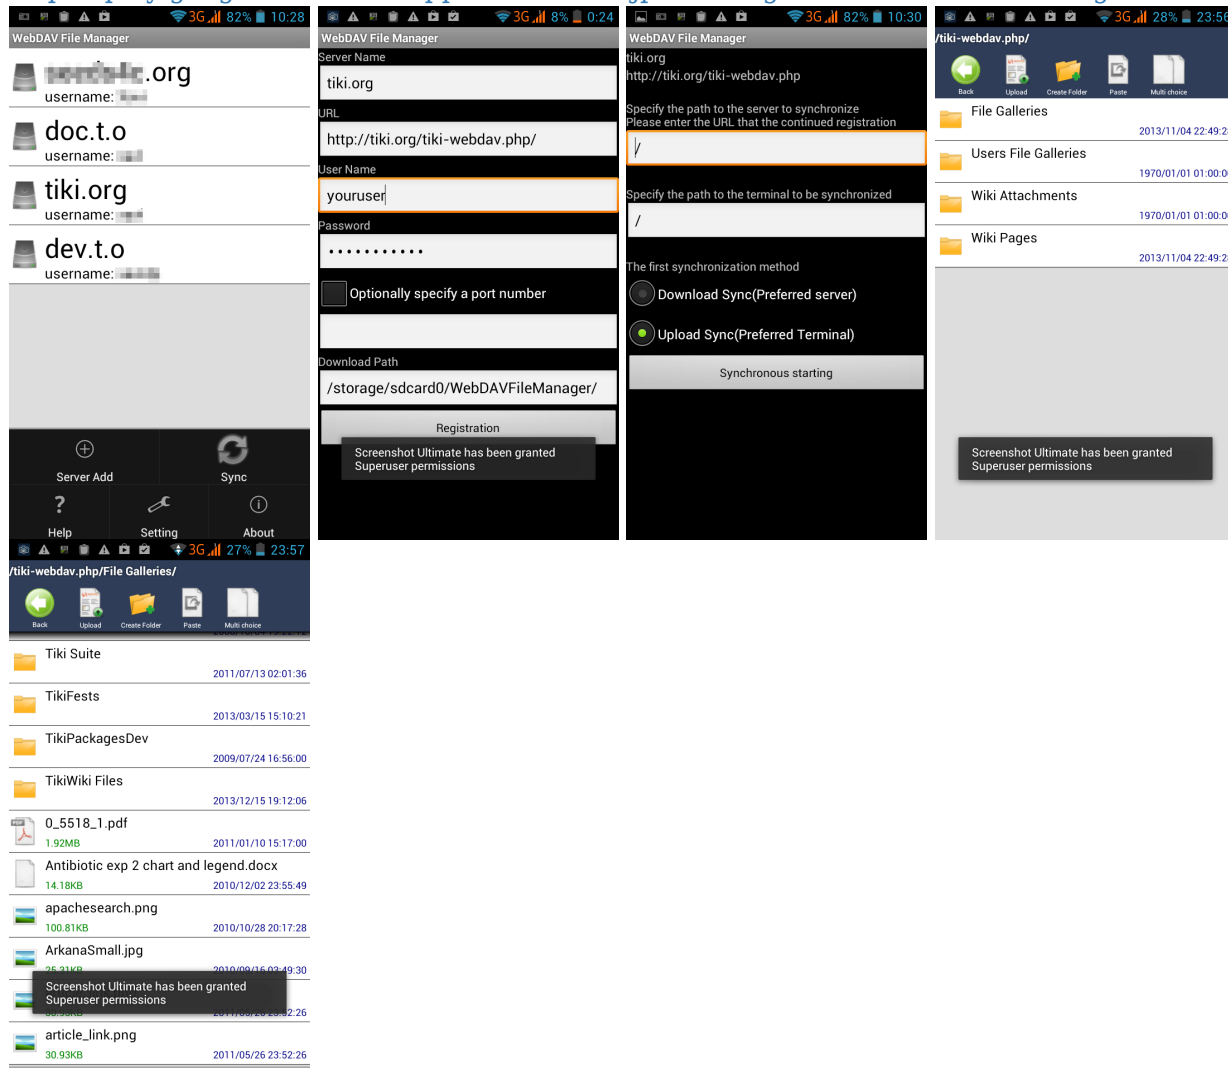 3G 82% 10:28
WebDAV File Manager
.org
username:
doc.t.o
username:
tiki.org
username:
dev.t.o
username:
Server Add
Sync
Help
Setting
About
3G 8% 0:24
WebDAV File Manager
Server Name
tiki.org
URL
http://tiki.org/tiki-webdav.php/
User Name
youruser
Password
Optionally specify a port number
Download Path
/storage/sdcard0/WebDAVFileManager/
Registration
Screenshot Ultimate has been granted
Superuser permissions
3G 82% 10:30
WebDAV File Manager
tiki.org
http://tiki.org/tiki-webdav.php
Specify the path to the server to synchronize
Please enter the URL that the continued registration
/
Specify the path to the terminal to be synchronized
/
The first synchronization method
Download Sync(Preferred server)
Upload Sync(Preferred Terminal)
Synchronous starting
3G 28% 23:56
/tiki-webdav.php/
Back
Upload
Create Folder
Paste
Multi choice
File Galleries
2013/11/04 22:49:2
Users File Galleries
1970/01/01 01:00:0
Wiki Attachments
1970/01/01 01:00:0
Wiki Pages
2013/11/04 22:49:2
Screenshot Ultimate has been granted
Superuser permissions
3G 27% 23:57
/tiki-webdav.php/File Galleries/
Back
Upload
Create Folder
Paste
Multi choice
Tiki Suite
2011/07/13 02:01:36
TikiFests
2013/03/15 15:10:21
TikiPackagesDev
2009/07/24 16:56:00
TikiWiki Files
2013/12/15 19:12:06
0_5518_1.pdf
1.92MB 2011/01/10 15:17:00
Antibiotic exp 2 chart and legend.docx
14.18KB 2010/12/02 23:55:49
apachesearch.png
100.81KB 2010/10/28 20:17:28
ArkanaSmall.jpg
25.31KB 2010/09/16 03:49:30
Screenshot Ultimate has been granted
Superuser permissions
article_link.png
30.93KB 2011/05/26 23:52:26